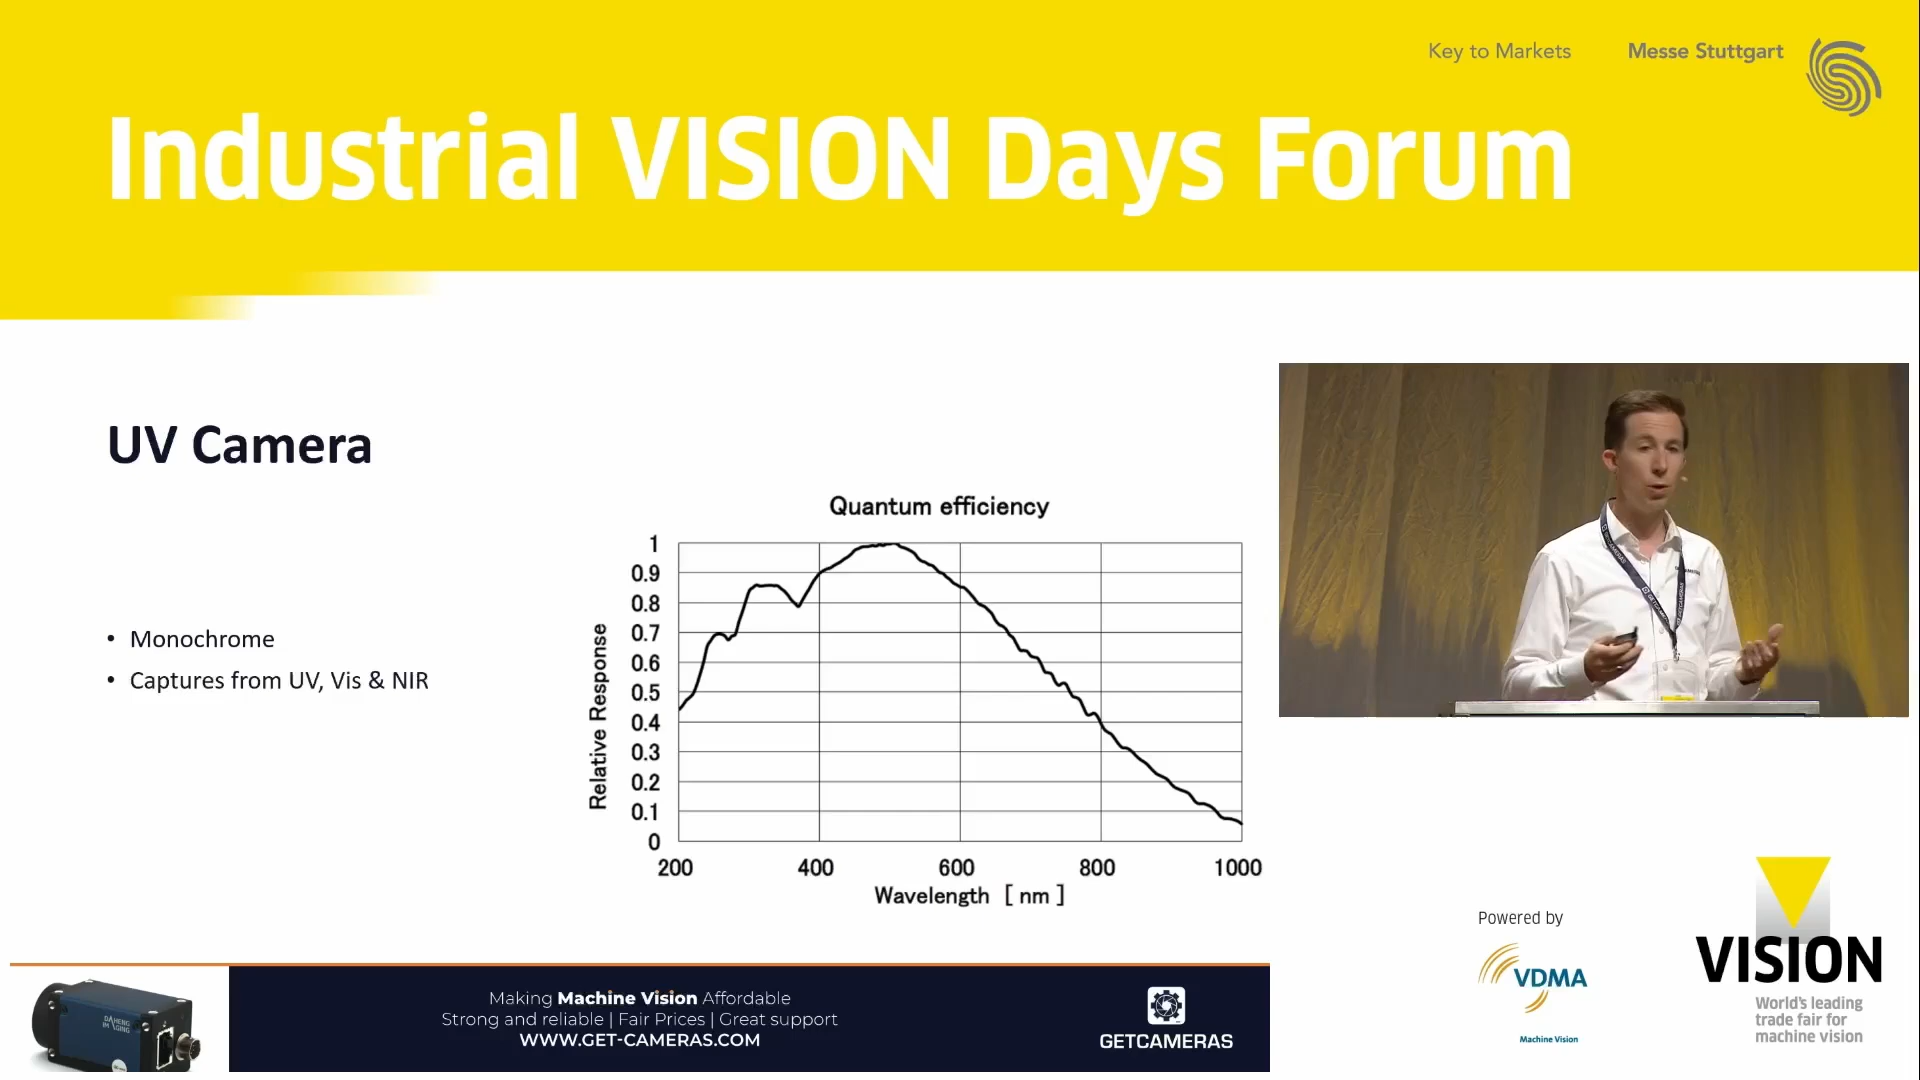 Key to Markets
Messe Stuttgart
Industrial VISION Days Forum
UV Camera
• Monochrome
• Captures from UV, Vis & NIR
Quantum efficiency
Relative Response
1
0.9
0.8
0.7
0.6
0.5
0.4
0.3
0.2
0.1
0
200 400 600 800 1000
Wavelength [ nm ]
DAHENG
IMAGING
Making Machine Vision Affordable
Strong and reliable | Fair Prices | Great support
WWW.GET-CAMERAS.COM
GETCAMERAS
Powered by
VDMA
Machine Vision
VISION
World's leading
trade fair for
machine vision